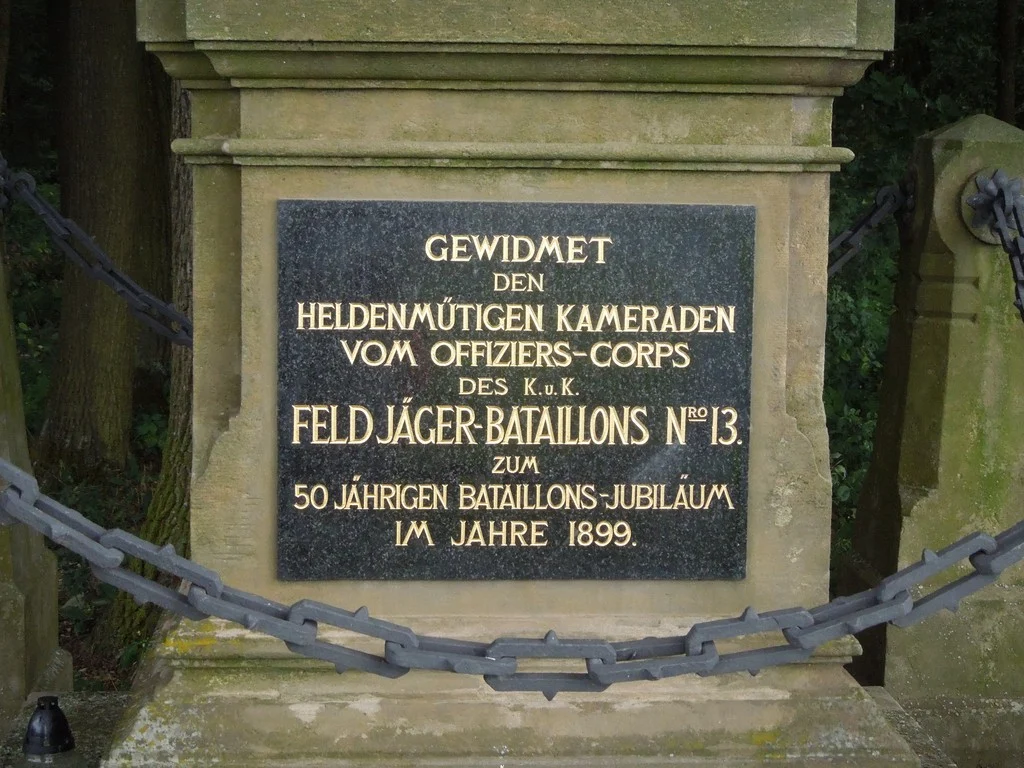 GEWIDMET
DEN
HELDENMŰTIGEN KAMERADEN
VOM OFFIZIERS-CORPS
DES K.u.K.
FELD JÄGER-BATAILLONS NRO 13.
ZUM
50 JÄHRIGEN BATAILLONS-JUBILÄUM
IM JAHRE 1899.